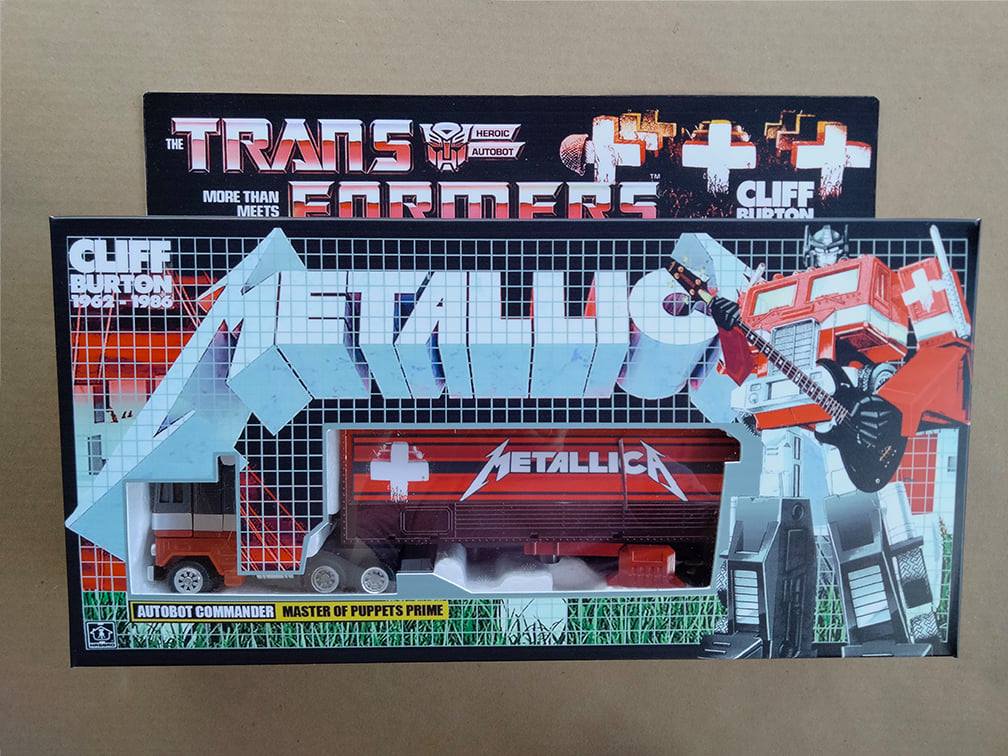 THE TRANS
HEROIC
AUTOBOT
FORMERS™
MORE THAN
MEETS
CLIFF
BURTON
CLIFF
BURTON
1962 - 1986
METALLICA
METALLICA
AUTOBOT COMMANDER MASTER OF PUPPETS PRIME